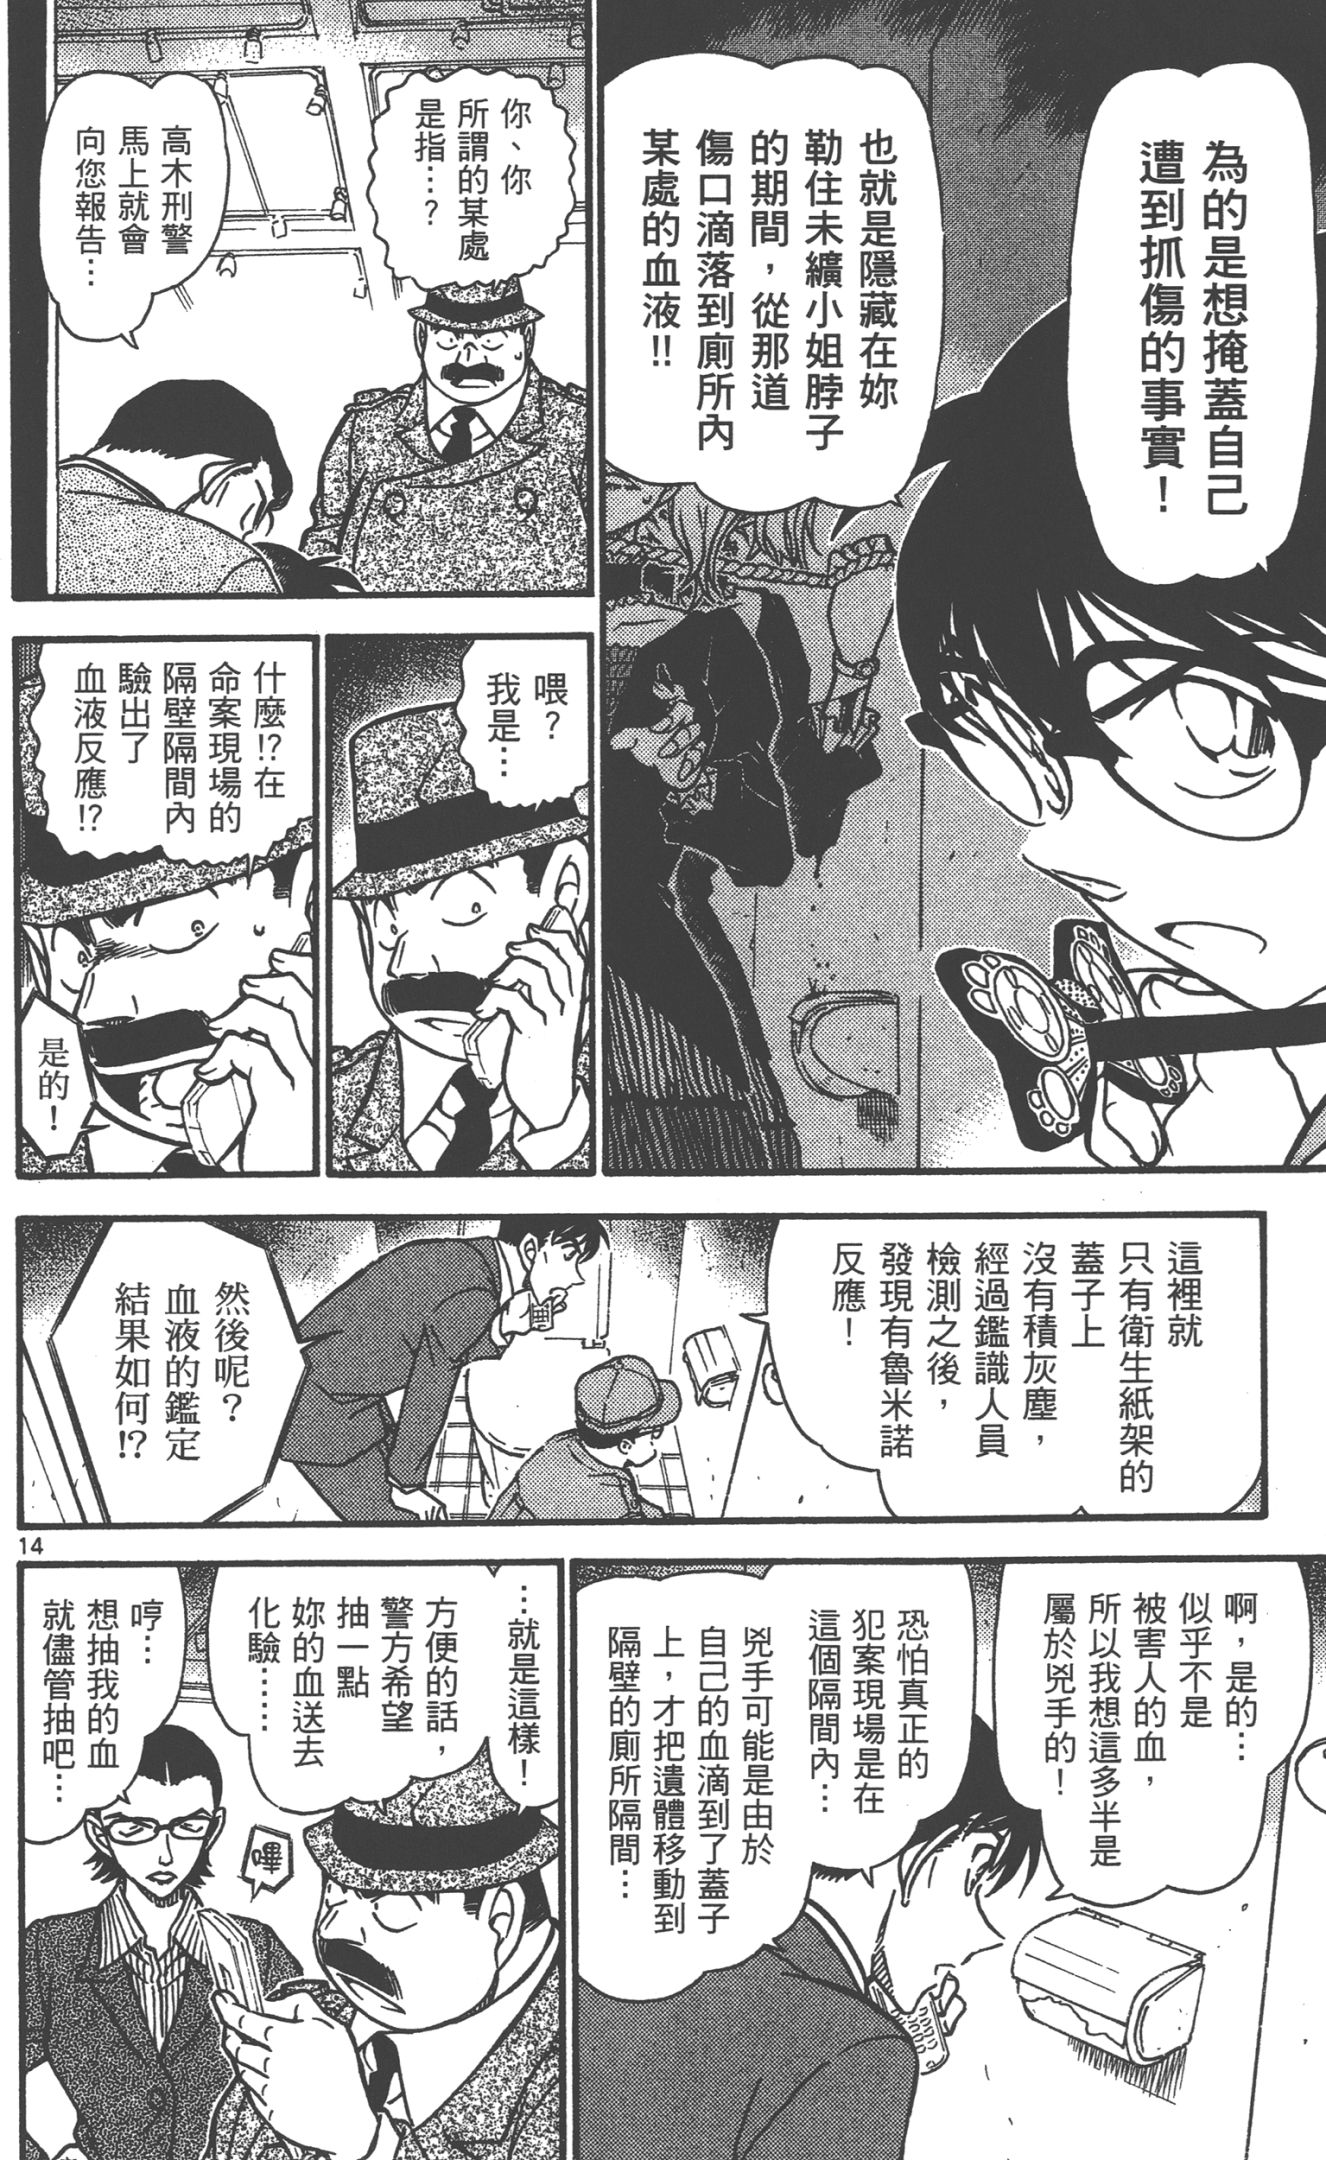 為的是想掩蓋自己
遭到抓傷的事實！
也就是隱藏在妳
勒住未纊小姐脖子
的期間，從那道
傷口滴落到廁所內
某處的血液!!
你、你
所謂的某處
是指…？
高木刑警
馬上就會
向您報告…
喂？
我是…
什麼!?在
命案現場的
隔壁隔間內
驗出了
血液反應!?
是的！
這裡就
只有衛生紙架的
蓋子上
沒有積灰塵，
經過鑑識人員
檢測之後，
發現有魯米諾
反應！
然後呢？
血液的鑑定
結果如何!?
啊，是的…
似乎不是
被害人的血，
所以我想這多半是
屬於兇手的！
恐怕真正的
犯案現場是在
這個隔間內…
兇手可能是由於
自己的血滴到了蓋子
上，才把遺體移動到
隔壁的廁所隔間…
…就是這樣！
方便的話，
警方希望
抽一點
妳的血送去
化驗……
嗶
哼…
想抽我的血
就儘管抽吧…
14